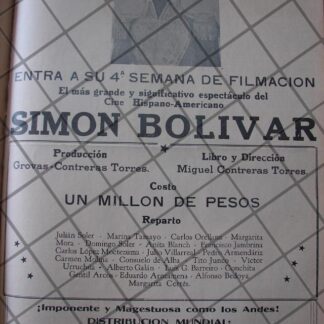 ENTRA A SU 4ª SEMANA DE FILMACION
El más grande y significativo espectáculo del
Cine Hispano-Americano
SIMON BOLIVAR
Producción
Grovas-Contreras Torres.
Libro y Dirección
Miguel Contreras Torres.
Costo
UN MILLON DE PESOS
Reparto
Julián Soler - Marina Tamayo - Carlos Orellana - Margarita
Mora - Domingo Soler - Anita Blanch - Francisco Jambrina
Carlos López Moctezuma - Julio Villarreal - Pedro Armendáriz
Carmen Molina - Consuelo de Alba - Tito Junco - Víctor
Urruchúa - Alberto Galán - Luis G. Barreiro - Conchita
Gentil Arcos - Eduardo Arozamena - Alfonso Bedoya
Margarita Cortés.
¡Imponente y Magestuosa como los Andes!
DISTRIBUCION MUNDIAL: